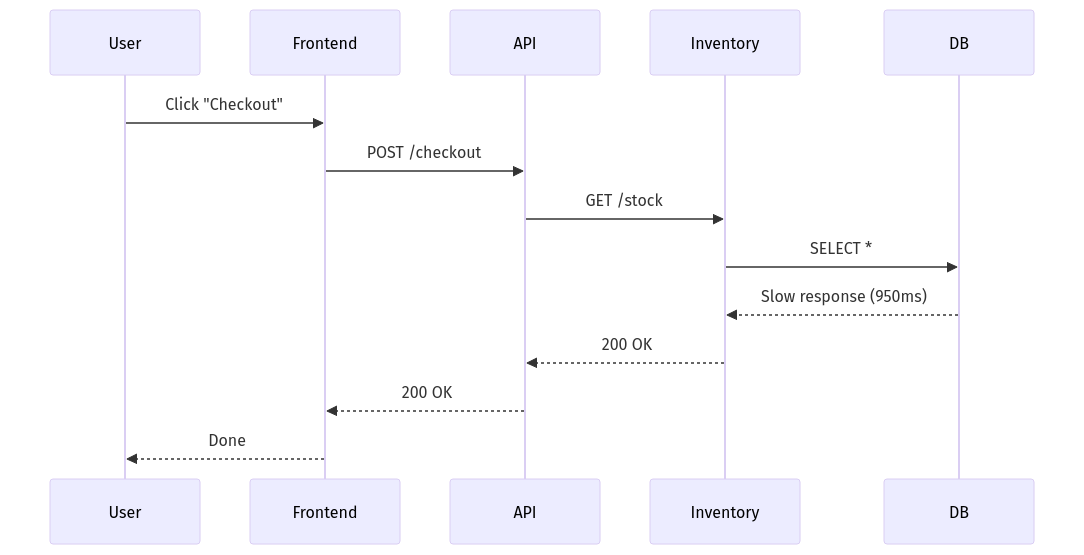 User
Frontend
API
Inventory
DB
Click "Checkout"
POST /checkout
GET /stock
SELECT *
Slow response (950ms)
200 OK
200 OK
Done
User
Frontend
API
Inventory
DB